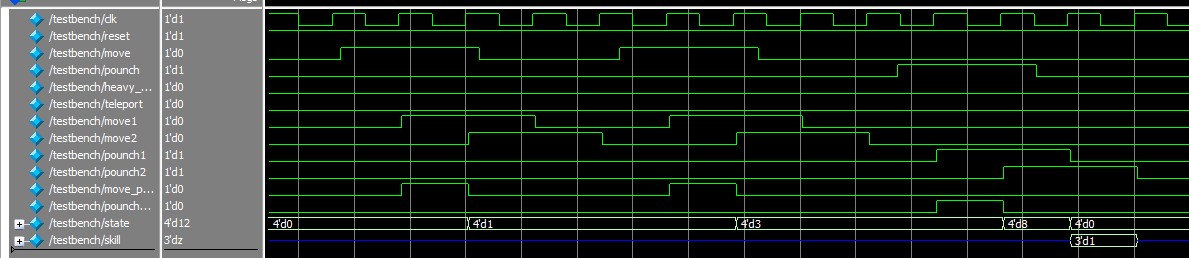 /testbench/clk 1'd1
/testbench/reset 1'd1
/testbench/move 1'd0
/testbench/pounch 1'd1
/testbench/heavy_... 1'd0
/testbench/teleport 1'd0
/testbench/move1 1'd0
/testbench/move2 1'd0
/testbench/pounch1 1'd1
/testbench/pounch2 1'd1
/testbench/move_p... 1'd0
/testbench/pounch... 1'd0
/testbench/state 4'd12 4'd0 4'd1 4'd3 4'd8 4'd0
/testbench/skill 3'dz 3'd1